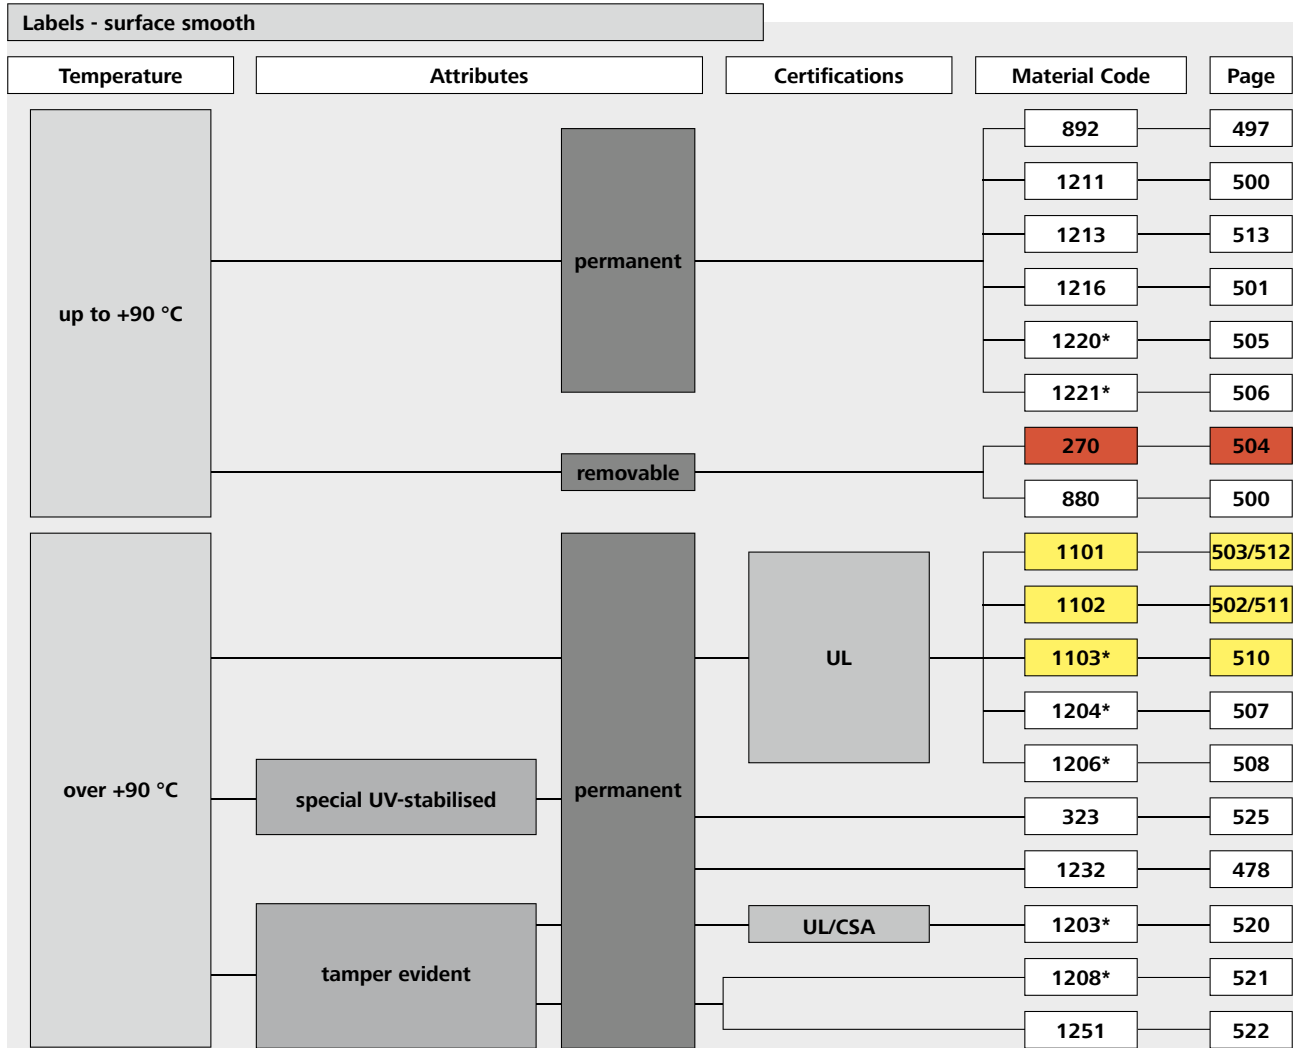 Labels - surface smooth
Temperature Attributes Certifications Material Code Page
892 497
1211 500
1213 513
permanent
1216 501
up to +90 °C
1220* 505
1221* 506
270 504
removable
880 500
1101 503/512
1102 502/511
UL
1103* 510
1204* 507
1206* 508
over +90 °C special UV-stabilised permanent
323 525
1232 478
UL/CSA 1203* 520
tamper evident
1208* 521
1251 522